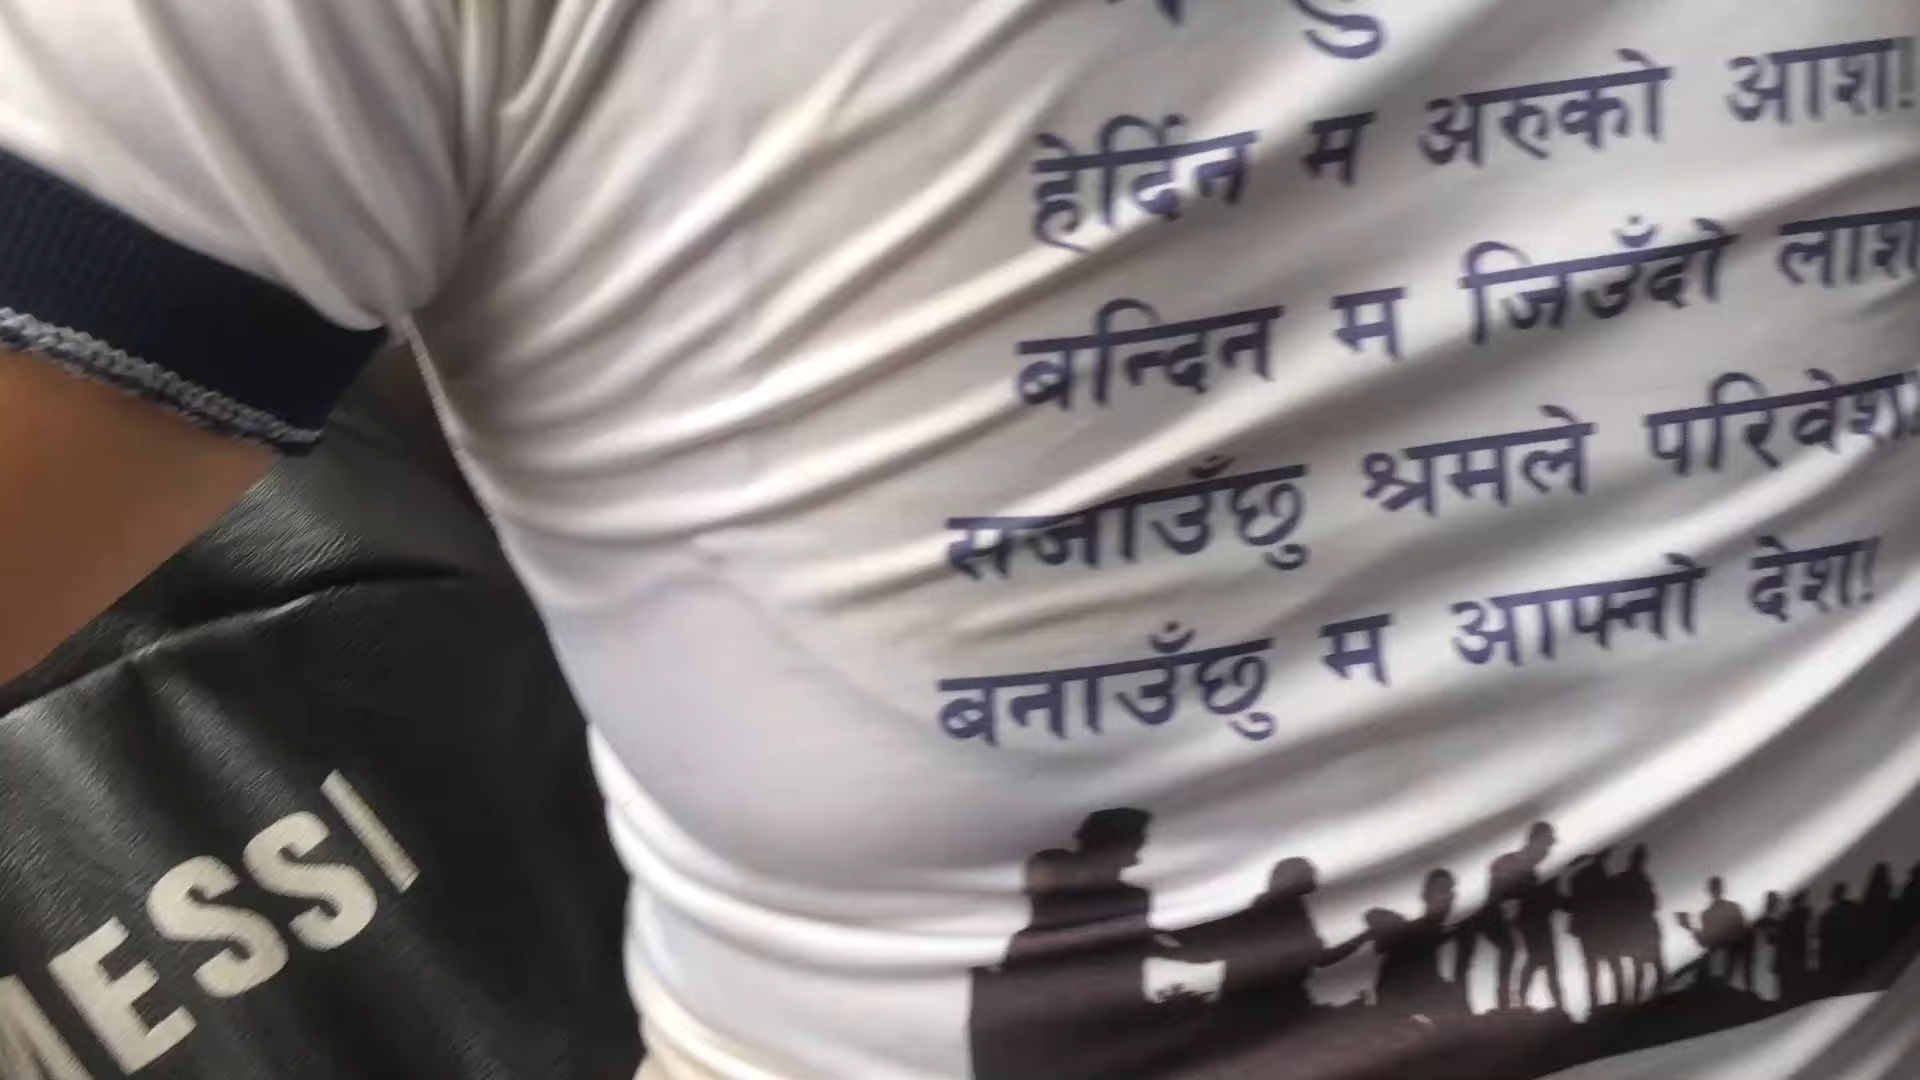 हेर्दिन म अरुको आश!
बन्दिन म जिउँदो लाश
सजाउँछु श्रमले परिवेश!
बनाउँछु म आफ्नो देश!
MESSI